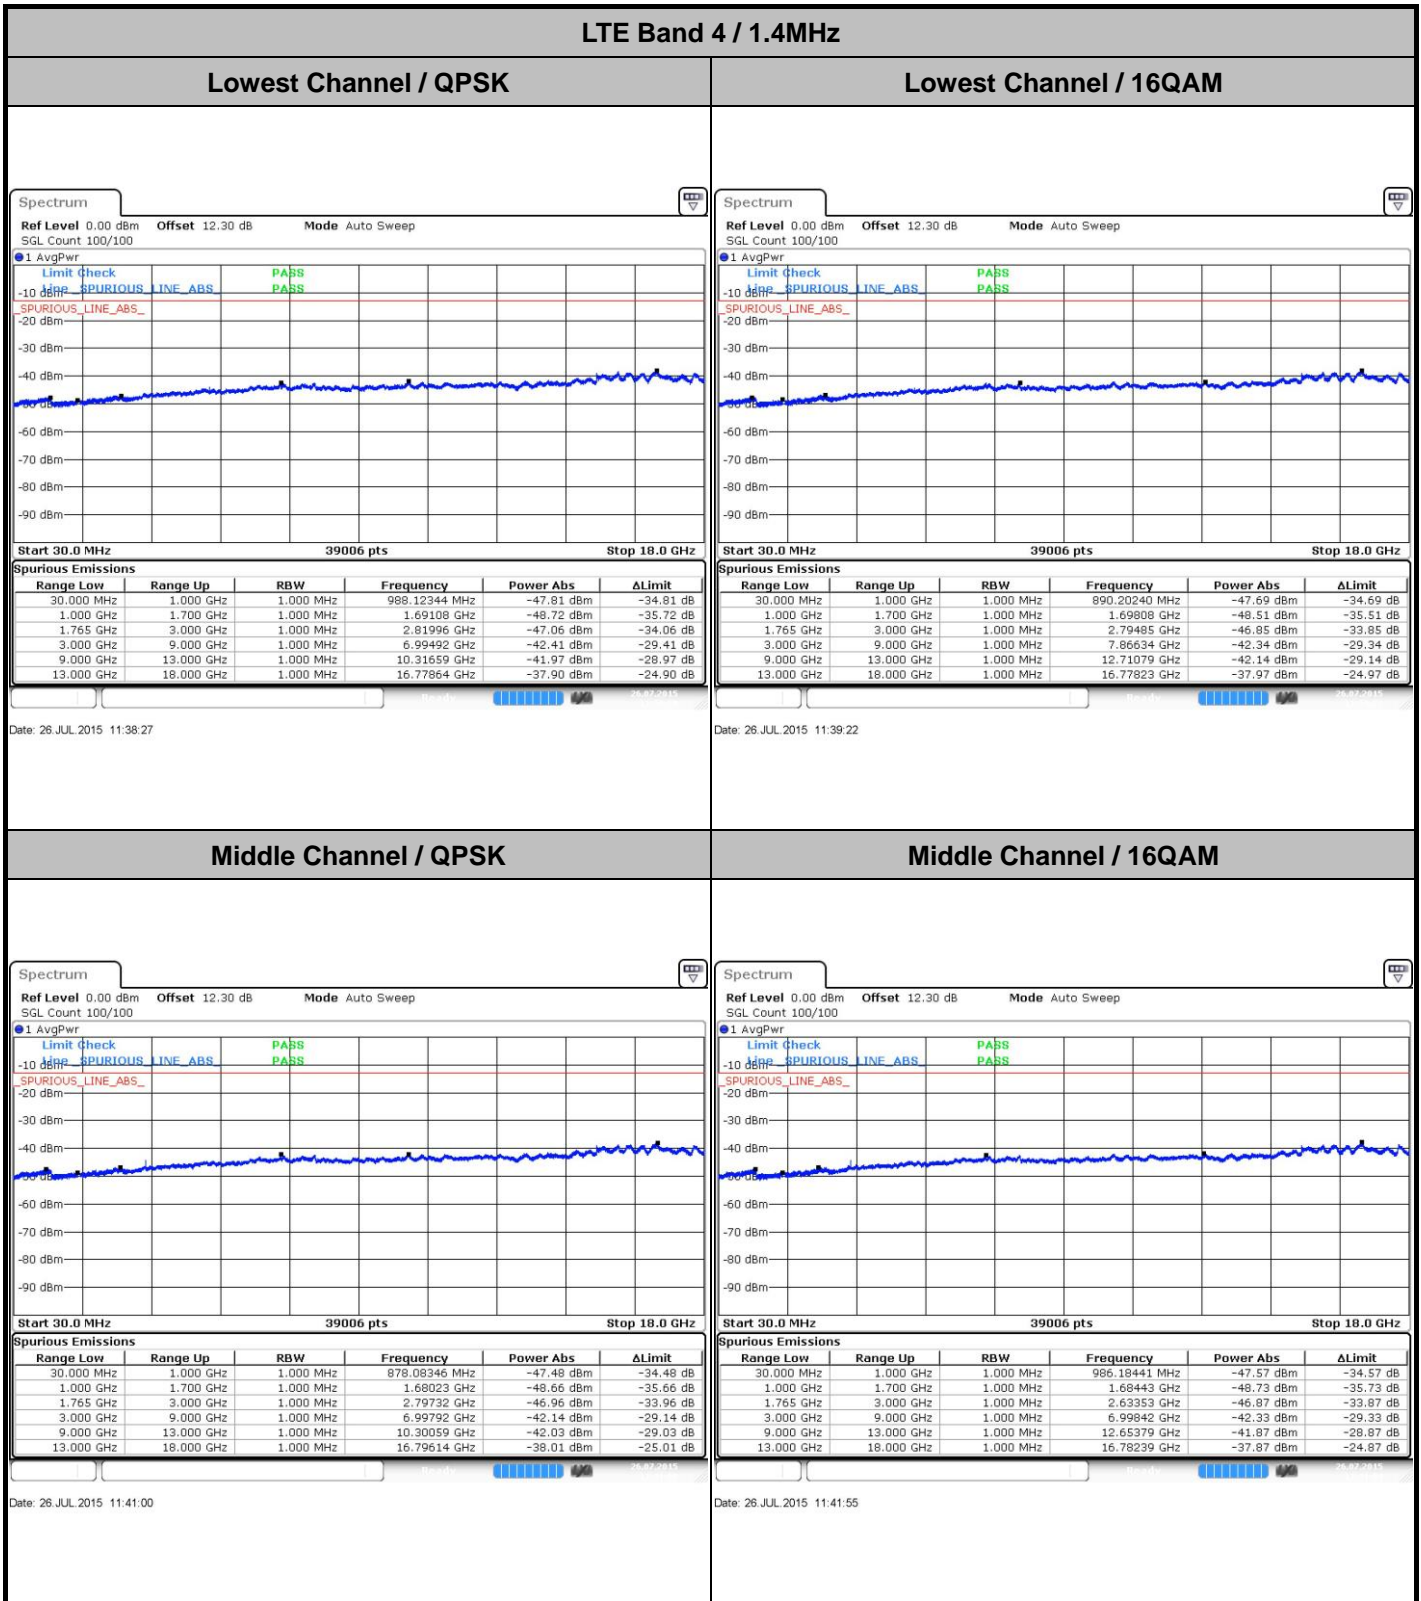 LTE Band 4 / 1.4MHz
Lowest Channel / QPSK
Lowest Channel / 16QAM
Spectrum
Ref Level 0.00 dBm Offset 12.30 dB Mode Auto Sweep
SGL Count 100/100
1 AvgPwr
Limit Check PASS
Line _SPURIOUS_LINE_ABS_ PASS
-10 dBm
_SPURIOUS_LINE_ABS_
-20 dBm
-30 dBm
-40 dBm
-60 dBm
-70 dBm
-80 dBm
-90 dBm
Start 30.0 MHz 39006 pts Stop 18.0 GHz
Spurious Emissions
Range Low Range Up RBW Frequency Power Abs ΔLimit
30.000 MHz 1.000 GHz 1.000 MHz 988.12344 MHz -47.81 dBm -34.81 dB
1.000 GHz 1.700 GHz 1.000 MHz 1.69108 GHz -48.72 dBm -35.72 dB
1.765 GHz 3.000 GHz 1.000 MHz 2.81996 GHz -47.06 dBm -34.06 dB
3.000 GHz 9.000 GHz 1.000 MHz 6.99492 GHz -42.41 dBm -29.41 dB
9.000 GHz 13.000 GHz 1.000 MHz 10.31659 GHz -41.97 dBm -28.97 dB
13.000 GHz 18.000 GHz 1.000 MHz 16.77864 GHz -37.90 dBm -24.90 dB
Date: 26.JUL.2015 11:38:27
Spectrum
Ref Level 0.00 dBm Offset 12.30 dB Mode Auto Sweep
SGL Count 100/100
1 AvgPwr
Limit Check PASS
Line _SPURIOUS_LINE_ABS_ PASS
-10 dBm
_SPURIOUS_LINE_ABS_
-20 dBm
-30 dBm
-40 dBm
-60 dBm
-70 dBm
-80 dBm
-90 dBm
Start 30.0 MHz 39006 pts Stop 18.0 GHz
Spurious Emissions
Range Low Range Up RBW Frequency Power Abs ΔLimit
30.000 MHz 1.000 GHz 1.000 MHz 890.20240 MHz -47.69 dBm -34.69 dB
1.000 GHz 1.700 GHz 1.000 MHz 1.69808 GHz -48.51 dBm -35.51 dB
1.765 GHz 3.000 GHz 1.000 MHz 2.79485 GHz -46.85 dBm -33.85 dB
3.000 GHz 9.000 GHz 1.000 MHz 7.86634 GHz -42.34 dBm -29.34 dB
9.000 GHz 13.000 GHz 1.000 MHz 12.71079 GHz -42.14 dBm -29.14 dB
13.000 GHz 18.000 GHz 1.000 MHz 16.77823 GHz -37.97 dBm -24.97 dB
Date: 26.JUL.2015 11:39:22
Middle Channel / QPSK
Middle Channel / 16QAM
Spectrum
Ref Level 0.00 dBm Offset 12.30 dB Mode Auto Sweep
SGL Count 100/100
1 AvgPwr
Limit Check PASS
Line _SPURIOUS_LINE_ABS_ PASS
-10 dBm
_SPURIOUS_LINE_ABS_
-20 dBm
-30 dBm
-40 dBm
-60 dBm
-70 dBm
-80 dBm
-90 dBm
Start 30.0 MHz 39006 pts Stop 18.0 GHz
Spurious Emissions
Range Low Range Up RBW Frequency Power Abs ΔLimit
30.000 MHz 1.000 GHz 1.000 MHz 878.08346 MHz -47.48 dBm -34.48 dB
1.000 GHz 1.700 GHz 1.000 MHz 1.68023 GHz -48.66 dBm -35.66 dB
1.765 GHz 3.000 GHz 1.000 MHz 2.79732 GHz -46.96 dBm -33.96 dB
3.000 GHz 9.000 GHz 1.000 MHz 6.99792 GHz -42.14 dBm -29.14 dB
9.000 GHz 13.000 GHz 1.000 MHz 10.30059 GHz -42.03 dBm -29.03 dB
13.000 GHz 18.000 GHz 1.000 MHz 16.79614 GHz -38.01 dBm -25.01 dB
Date: 26.JUL.2015 11:41:00
Spectrum
Ref Level 0.00 dBm Offset 12.30 dB Mode Auto Sweep
SGL Count 100/100
1 AvgPwr
Limit Check PASS
Line _SPURIOUS_LINE_ABS_ PASS
-10 dBm
_SPURIOUS_LINE_ABS_
-20 dBm
-30 dBm
-40 dBm
-60 dBm
-70 dBm
-80 dBm
-90 dBm
Start 30.0 MHz 39006 pts Stop 18.0 GHz
Spurious Emissions
Range Low Range Up RBW Frequency Power Abs ΔLimit
30.000 MHz 1.000 GHz 1.000 MHz 986.18441 MHz -47.57 dBm -34.57 dB
1.000 GHz 1.700 GHz 1.000 MHz 1.68443 GHz -48.73 dBm -35.73 dB
1.765 GHz 3.000 GHz 1.000 MHz 2.63353 GHz -46.87 dBm -33.87 dB
3.000 GHz 9.000 GHz 1.000 MHz 6.99842 GHz -42.33 dBm -29.33 dB
9.000 GHz 13.000 GHz 1.000 MHz 12.65379 GHz -41.87 dBm -28.87 dB
13.000 GHz 18.000 GHz 1.000 MHz 16.78239 GHz -37.87 dBm -24.87 dB
Date: 26.JUL.2015 11:41:55